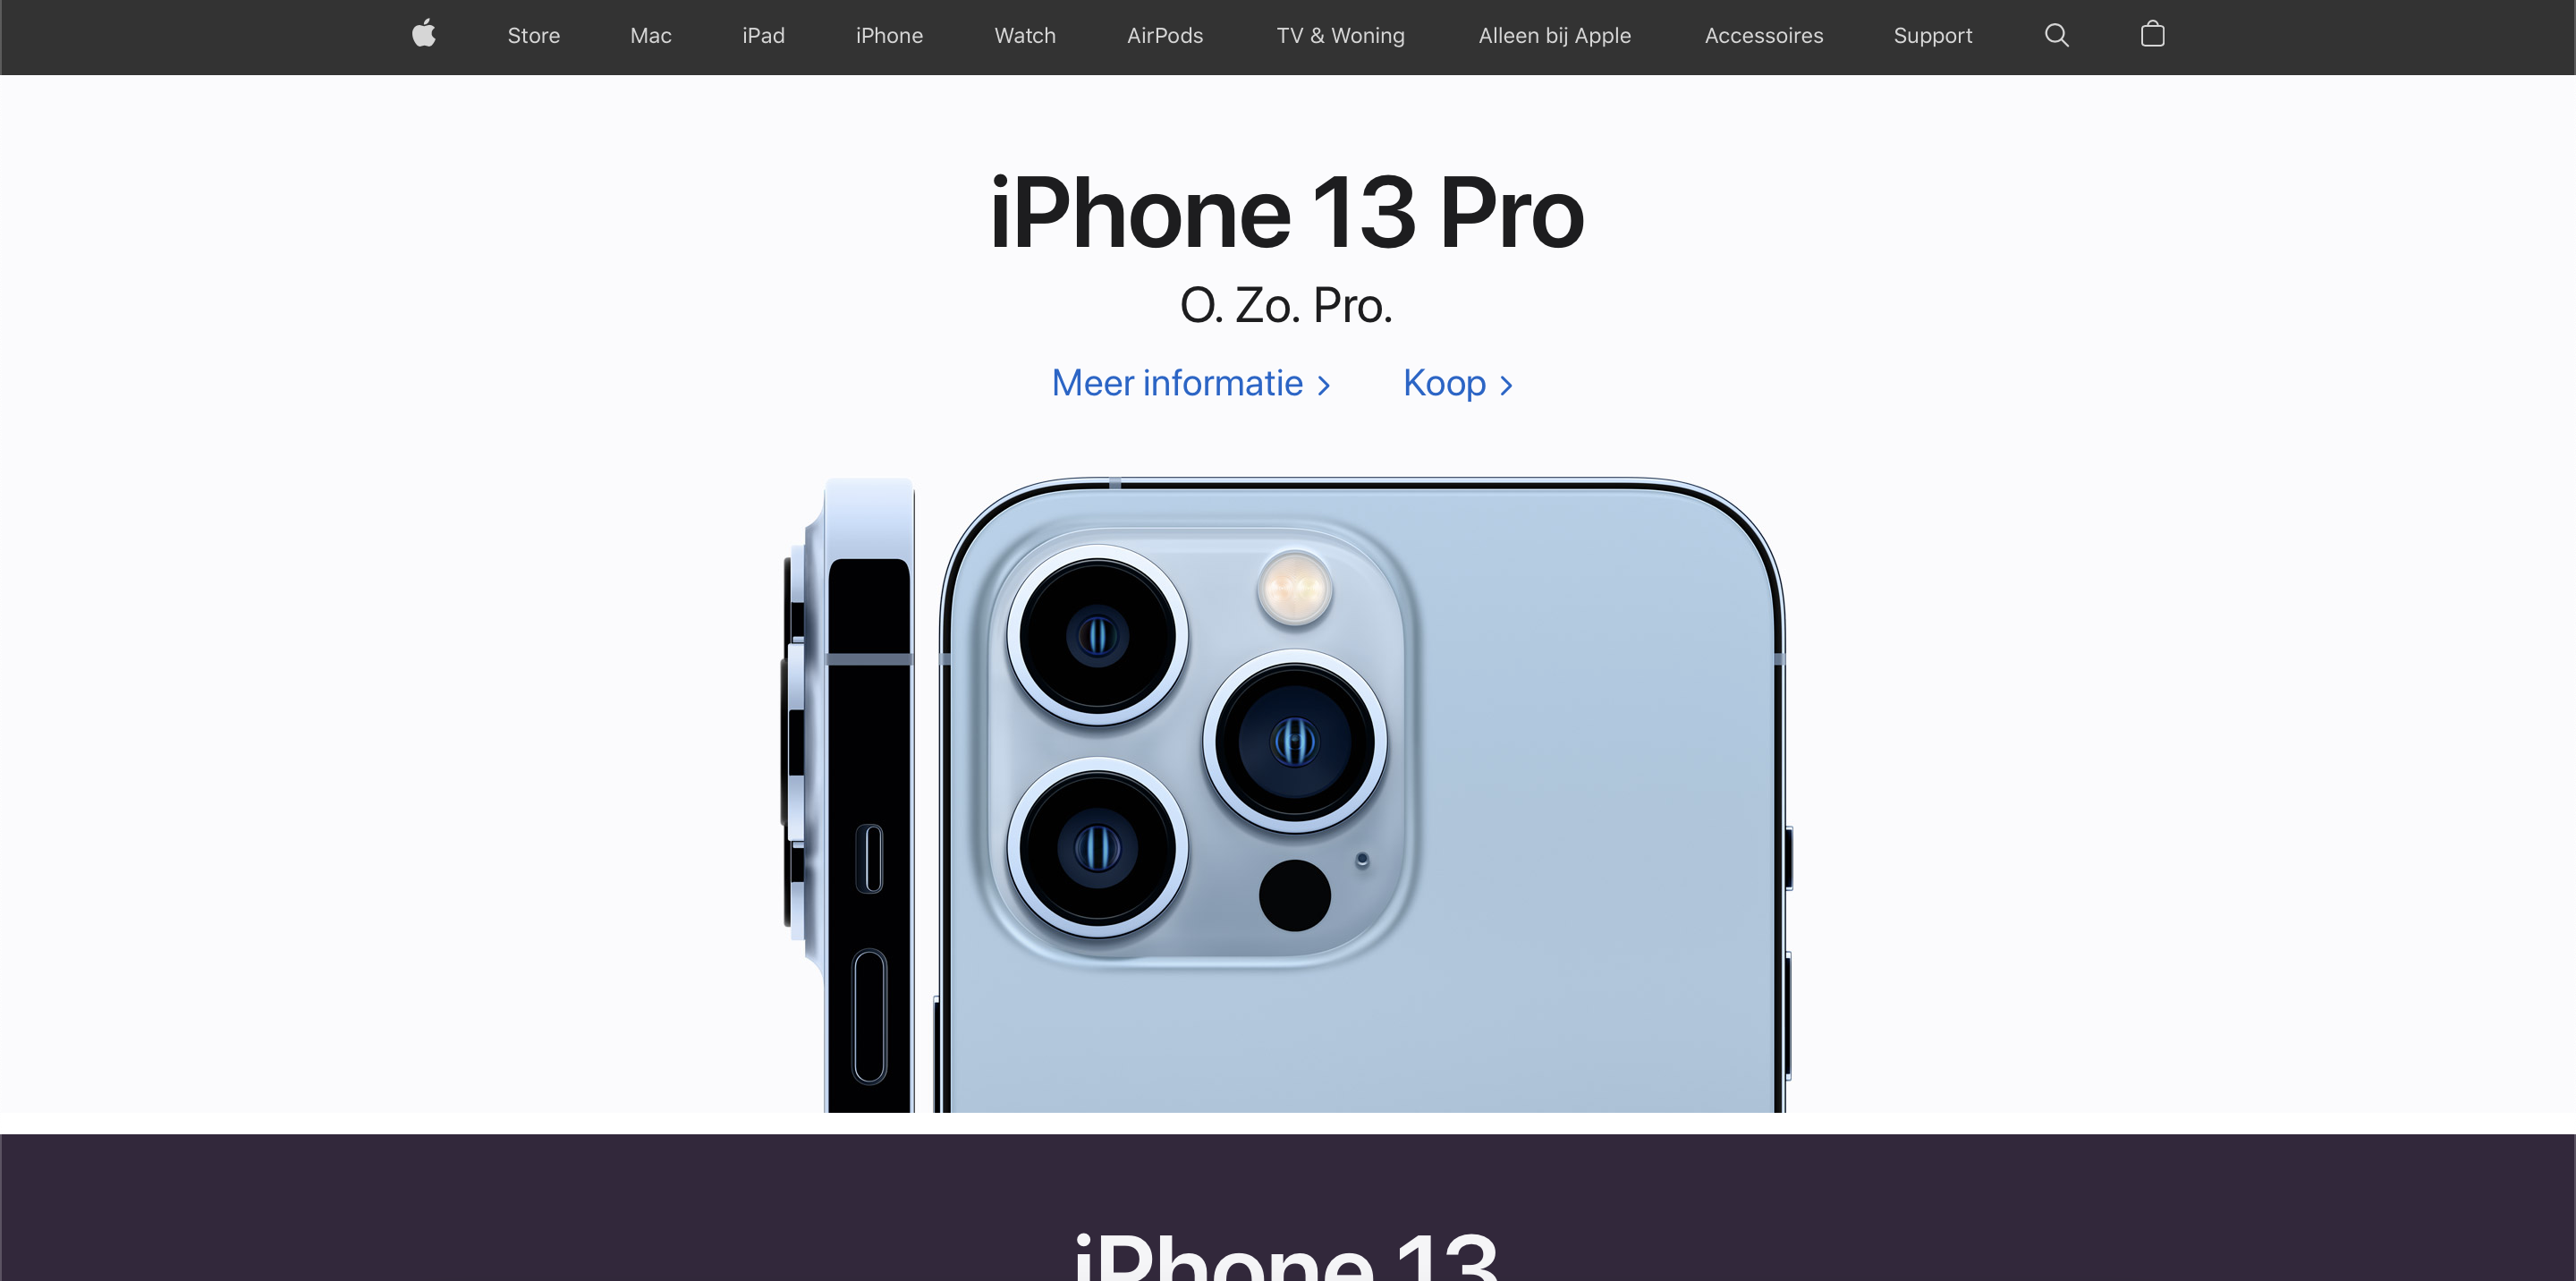 Store Mac iPad iPhone Watch AirPods TV & Woning Alleen bij Apple Accessoires Support
iPhone 13 Pro
O. Zo. Pro.
Meer informatie > Koop >
iPhone 13